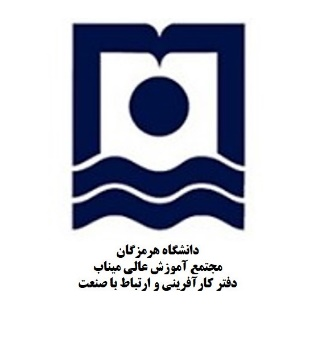 دانشگاه هرمزگان
مجتمع آموزش عالی میناب
دفتر کارآفرینی و ارتباط با صنعت